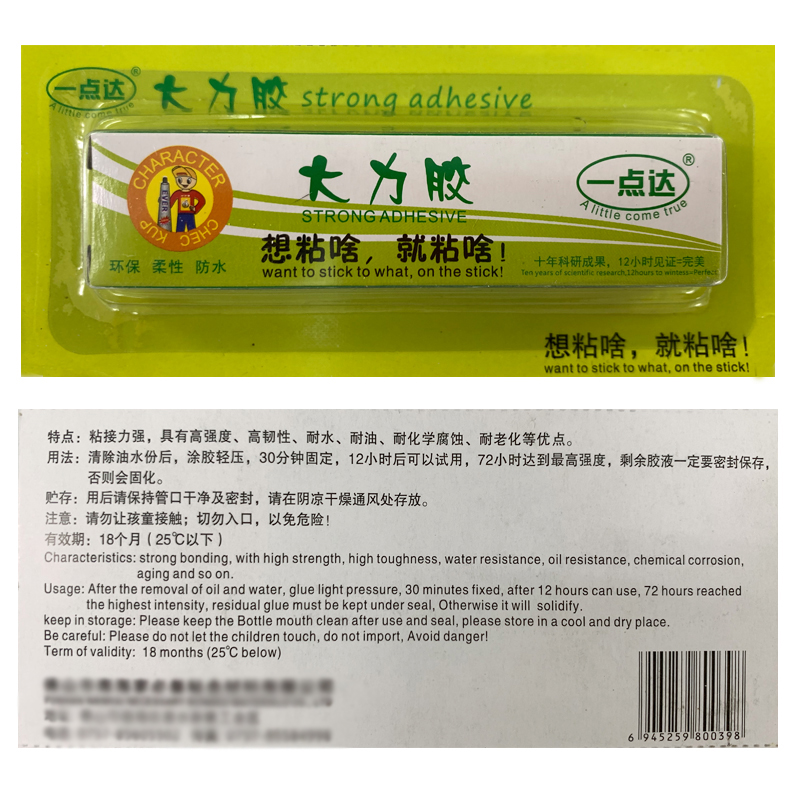 一点达®
A little come true
大力胶 strong adhesive
CHARACTER
CHEC KUP
大力胶
STRONG ADHESIVE
一点达®
A little come true
想粘啥，就粘啥！
want to stick to what, on the stick!
环保 柔性 防水
十年科研成果，12小时见证=完美
Ten years of scientific research,12hours to wintess=Perfect.
想粘啥，就粘啥！
want to stick to what, on the stick!
特点：粘接力强，具有高强度、高韧性、耐水、耐油、耐化学腐蚀、耐老化等优点。
用法：清除油水份后，涂胶轻压，30分钟固定，12小时后可以试用，72小时达到最高强度，剩余胶液一定要密封保存，
否则会固化。
贮存：用后请保持管口干净及密封，请在阴凉干燥通风处存放。
注意：请勿让孩童接触；切勿入口，以免危险！
有效期：18个月（25℃以下）
Characteristics: strong bonding, with high strength, high toughness, water resistance, oil resistance, chemical corrosion,
aging and so on.
Usage: After the removal of oil and water, glue light pressure, 30 minutes fixed, after 12 hours can use, 72 hours reached
the highest intensity, residual glue must be kept under seal, Otherwise it will solidify.
keep in storage: Please keep the Bottle mouth clean after use and seal, please store in a cool and dry place.
Be careful: Please do not let the children touch, do not import, Avoid danger!
Term of validity: 18 months (25℃ below)
6 945259 800398